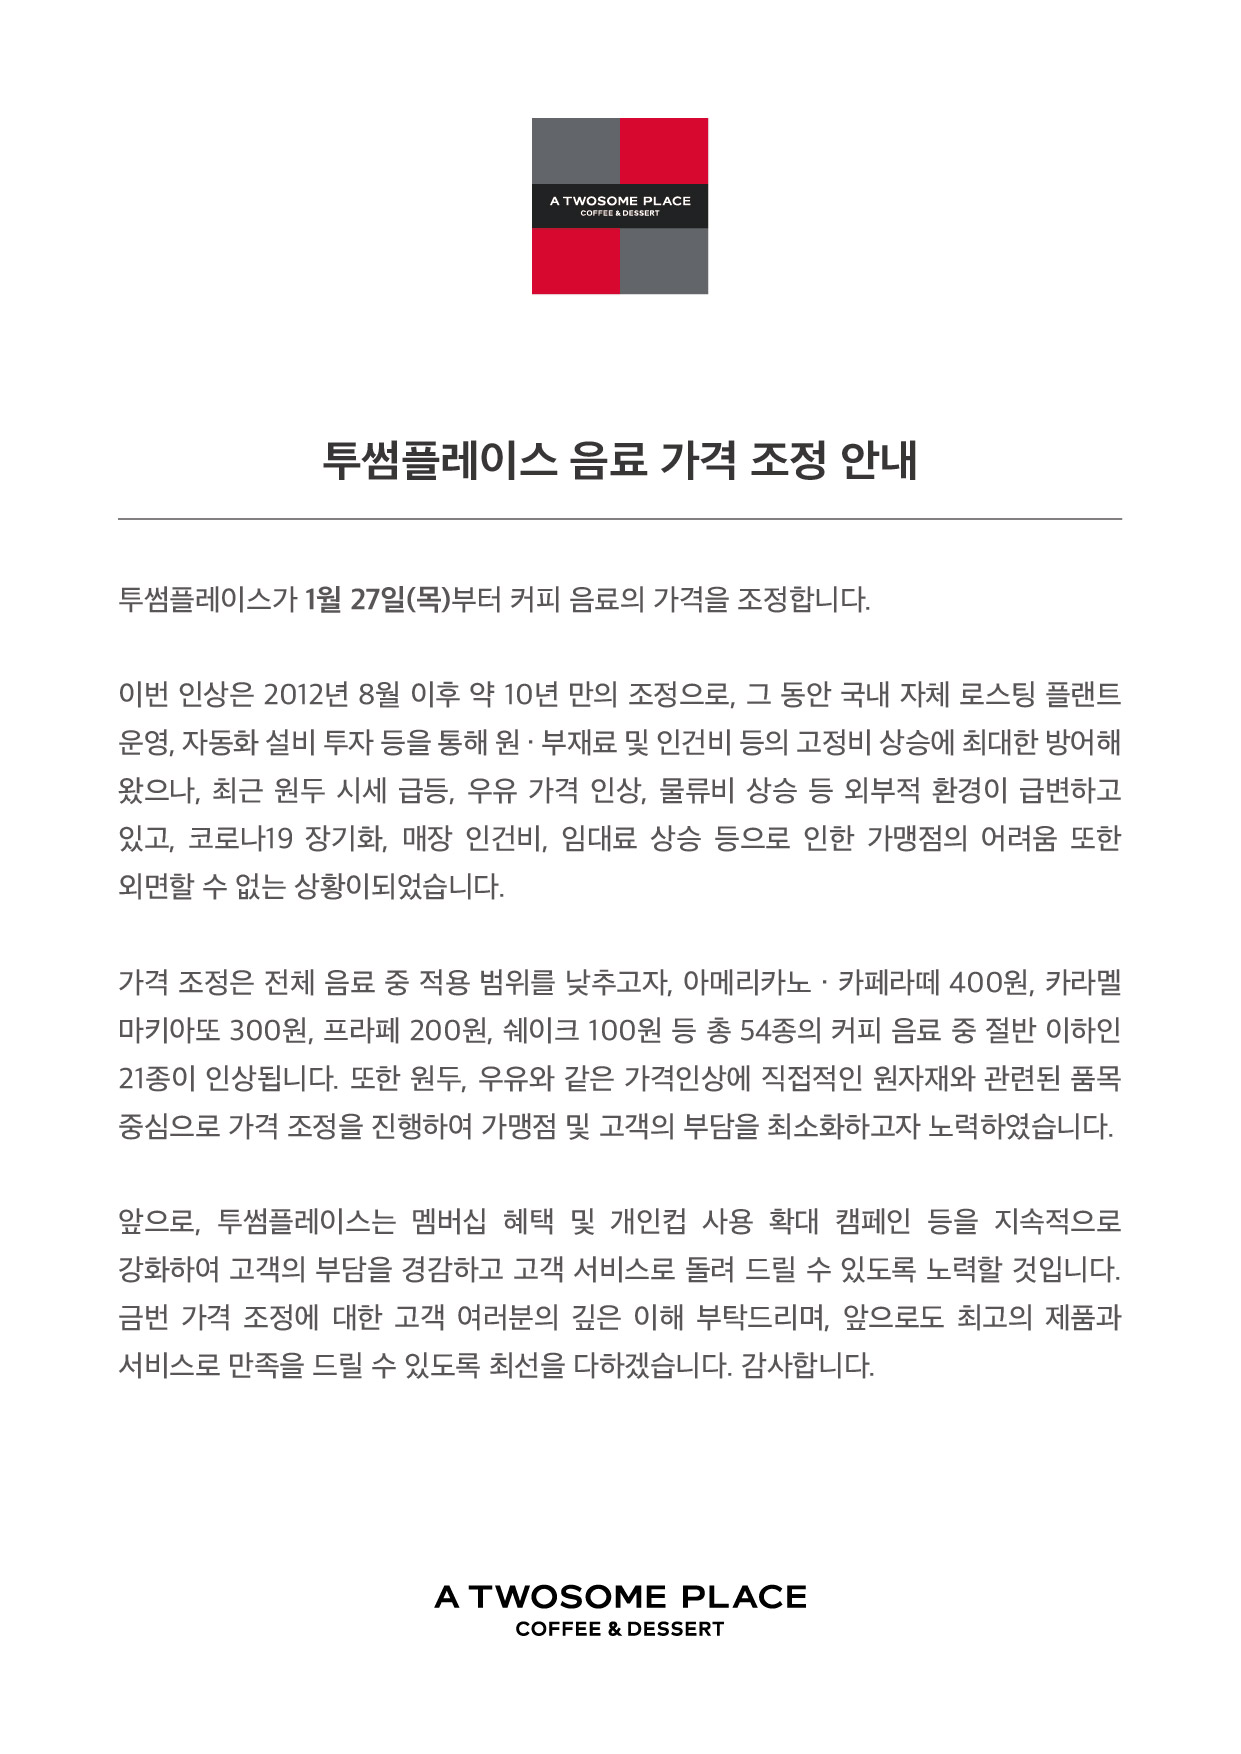 A TWOSOME PLACE
COFFEE & DESSERT
투썸플레이스 음료 가격 조정 안내
투썸플레이스가 1월 27일(목)부터 커피 음료의 가격을 조정합니다.
이번 인상은 2012년 8월 이후 약 10년 만의 조정으로, 그 동안 국내 자체 로스팅 플랜트
운영, 자동화 설비 투자 등을 통해 원 · 부재료 및 인건비 등의 고정비 상승에 최대한 방어해
왔으나, 최근 원두 시세 급등, 우유 가격 인상, 물류비 상승 등 외부적 환경이 급변하고
있고, 코로나19 장기화, 매장 인건비, 임대료 상승 등으로 인한 가맹점의 어려움 또한
외면할 수 없는 상황이되었습니다.
가격 조정은 전체 음료 중 적용 범위를 낮추고자, 아메리카노 · 카페라떼 400원, 카라멜
마키아또 300원, 프라페 200원, 쉐이크 100원 등 총 54종의 커피 음료 중 절반 이하인
21종이 인상됩니다. 또한 원두, 우유와 같은 가격인상에 직접적인 원자재와 관련된 품목
중심으로 가격 조정을 진행하여 가맹점 및 고객의 부담을 최소화하고자 노력하였습니다.
앞으로, 투썸플레이스는 멤버십 혜택 및 개인컵 사용 확대 캠페인 등을 지속적으로
강화하여 고객의 부담을 경감하고 고객 서비스로 돌려 드릴 수 있도록 노력할 것입니다.
금번 가격 조정에 대한 고객 여러분의 깊은 이해 부탁드리며, 앞으로도 최고의 제품과
서비스로 만족을 드릴 수 있도록 최선을 다하겠습니다. 감사합니다.
A TWOSOME PLACE
COFFEE & DESSERT